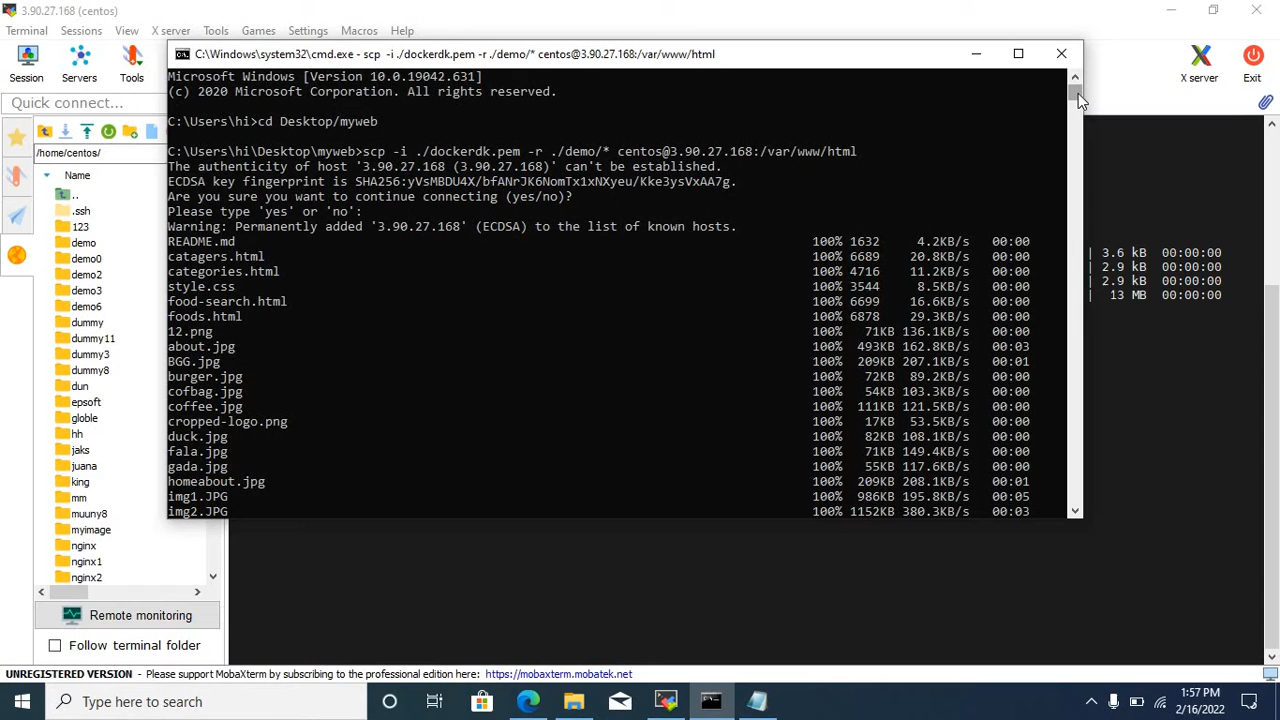 3.90.27.168 (centos)
Terminal Sessions View X server Tools Games Settings Macros Help
Session Servers Tools X server Exit
Quick connect...
/home/centos/
Name
..
.ssh
123
demo
demo0
demo2
demo3
demo6
dummy
dummy11
dummy3
dummy8
dun
epsoft
globle
hh
jaks
juana
king
mm
muuny8
myimage
nginx
nginx1
nginx2
Remote monitoring
Follow terminal folder
C:\Windows\system32\cmd.exe - scp -i ./dockerdk.pem -r ./demo/* centos@3.90.27.168:/var/www/html
Microsoft Windows [Version 10.0.19042.631]
(c) 2020 Microsoft Corporation. All rights reserved.
C:\Users\hi>cd Desktop/myweb
C:\Users\hi\Desktop\myweb>scp -i ./dockerdk.pem -r ./demo/* centos@3.90.27.168:/var/www/html
The authenticity of host '3.90.27.168 (3.90.27.168)' can't be established.
ECDSA key fingerprint is SHA256:yVsMBDU4X/bfANrJK6NomTx1xNXyeu/Kke3ysVxAA7g.
Are you sure you want to continue connecting (yes/no)?
Please type 'yes' or 'no':
Warning: Permanently added '3.90.27.168' (ECDSA) to the list of known hosts.
README.md 100% 1632 4.2KB/s 00:00
catagers.html 100% 6689 20.8KB/s 00:00
categories.html 100% 4716 11.2KB/s 00:00
style.css 100% 3544 8.5KB/s 00:00
food-search.html 100% 6699 16.6KB/s 00:00
foods.html 100% 6878 29.3KB/s 00:00
12.png 100% 71KB 136.1KB/s 00:00
about.jpg 100% 493KB 162.8KB/s 00:03
BGG.jpg 100% 209KB 207.1KB/s 00:01
burger.jpg 100% 72KB 89.2KB/s 00:00
cofbag.jpg 100% 54KB 103.3KB/s 00:00
coffee.jpg 100% 111KB 121.5KB/s 00:00
cropped-logo.png 100% 17KB 53.5KB/s 00:00
duck.jpg 100% 82KB 108.1KB/s 00:00
fala.jpg 100% 71KB 149.4KB/s 00:00
gada.jpg 100% 55KB 117.6KB/s 00:00
homeabout.jpg 100% 209KB 208.1KB/s 00:01
img1.JPG 100% 986KB 195.8KB/s 00:05
img2.JPG 100% 1152KB 380.3KB/s 00:03
| 3.6 kB 00:00:00
| 2.9 kB 00:00:00
| 2.9 kB 00:00:00
| 13 MB 00:00:00
UNREGISTERED VERSION - Please support MobaXterm by subscribing to the professional edition here: https://mobaxterm.mobatek.net
Type here to search
1:57 PM
2/16/2022